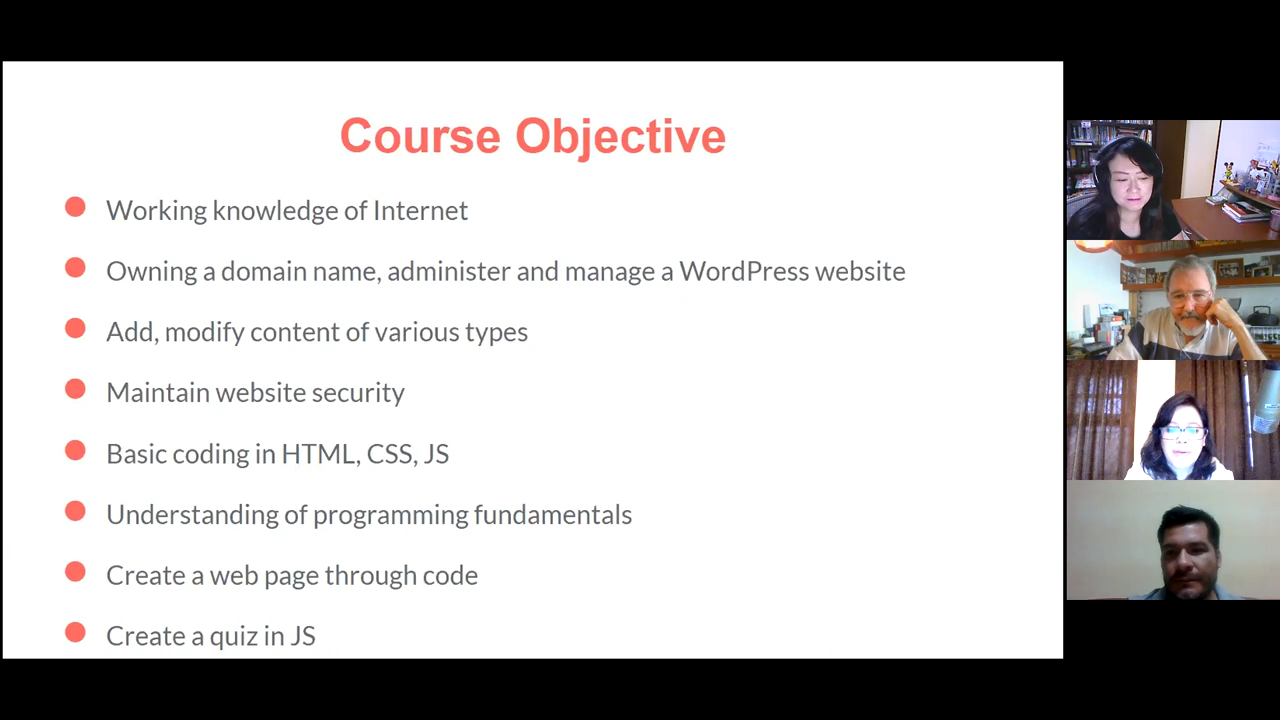 Course Objective
Working knowledge of Internet
Owning a domain name, administer and manage a WordPress website
Add, modify content of various types
Maintain website security
Basic coding in HTML, CSS, JS
Understanding of programming fundamentals
Create a web page through code
Create a quiz in JS